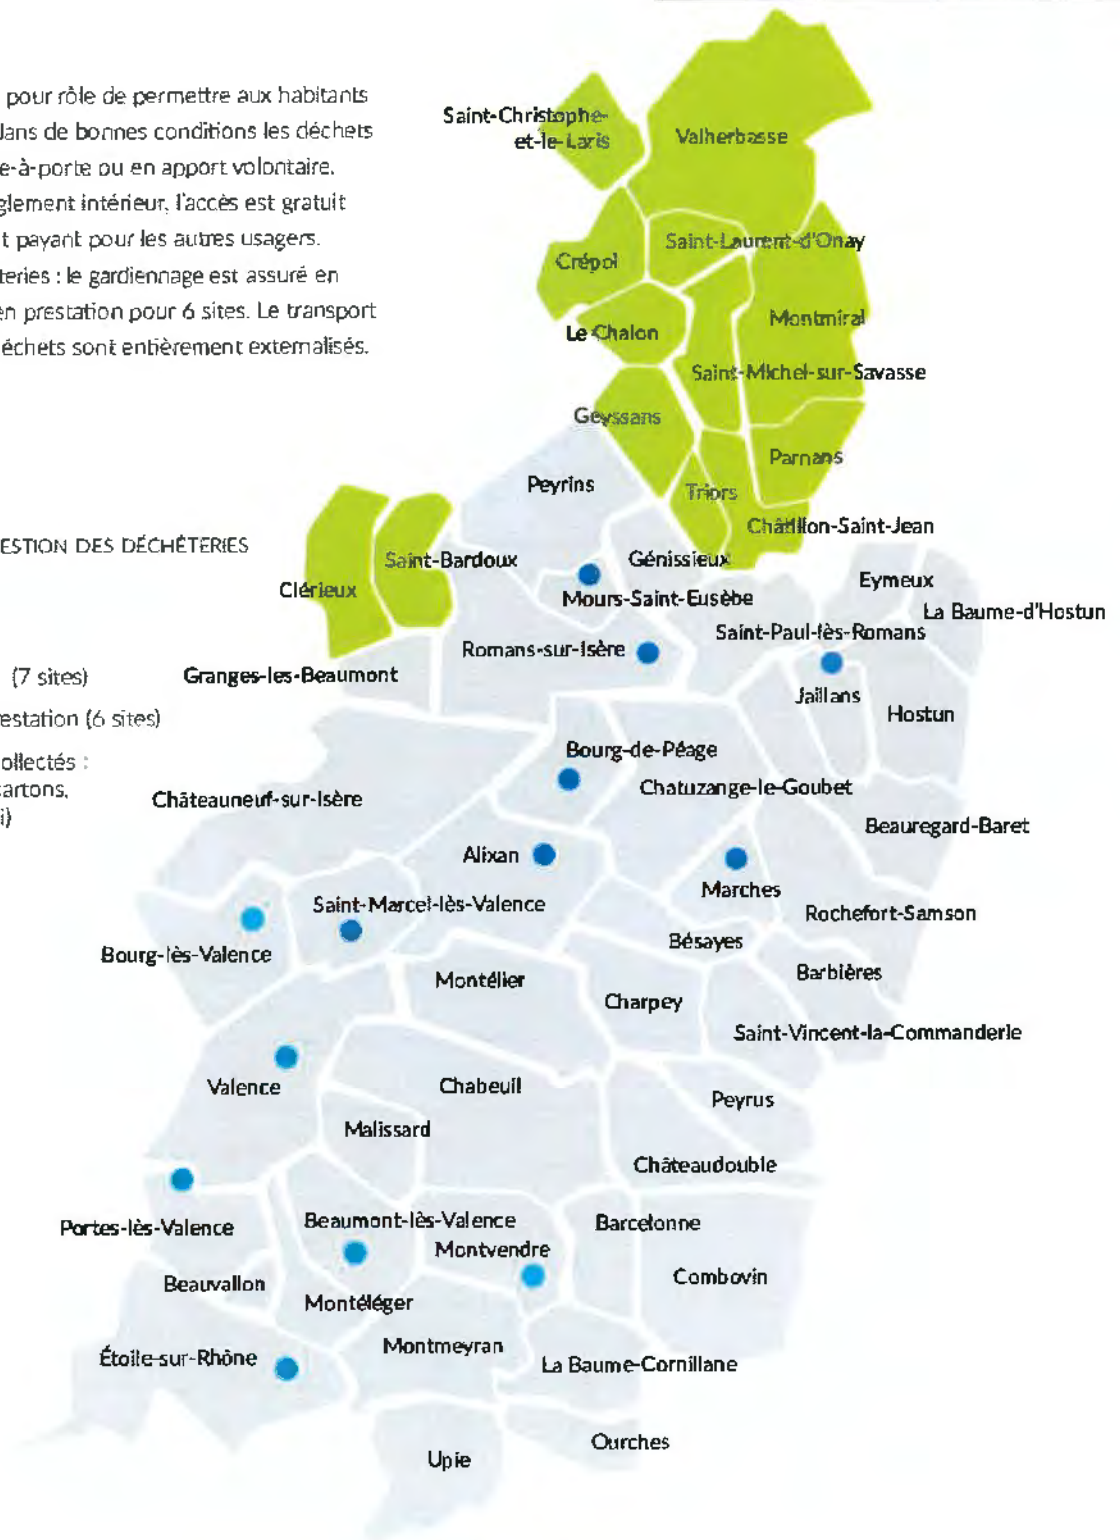 pour rôle de permettre aux habitants
dans de bonnes conditions les déchets
e-à-porte ou en apport volontaire.
glement intérieur, l'accès est gratuit
t payant pour les autres usagers.
teries : le gardiennage est assuré en
en prestation pour 6 sites. Le transport
échets sont entièrement externalisés.
ESTION DES DÉCHÈTERIES
(7 sites)
restation (6 sites)
ollectés :
cartons,
i)
Saint-Christophe-
et-le-Laris
Valherbasse
Saint-Laurent-d'Onay
Crépol
Montmiral
Le Chalon
Saint-Michel-sur-Savasse
Geyssans
Parnans
Peyrins
Triors
Châtillon-Saint-Jean
Saint-Bardoux
Génissieux
Clérieux
Eymeux
Mours-Saint-Eusèbe
La Baume-d'Hostun
Saint-Paul-lès-Romans
Romans-sur-Isère
Granges-les-Beaumont
Jaillans
Hostun
Bourg-de-Péage
Chatuzange-le-Goubet
Châteauneuf-sur-Isère
Beauregard-Baret
Alixan
Marches
Saint-Marcel-lès-Valence
Rochefort-Samson
Bésayes
Bourg-lès-Valence
Barbières
Montélier
Charpey
Saint-Vincent-la-Commanderie
Valence
Chabeuil
Peyrus
Malissard
Châteaudouble
Portes-lès-Valence
Beaumont-lès-Valence
Barcelonne
Montvendre
Combovin
Beauvallon
Montéléger
Montmeyran
Étoile-sur-Rhône
La Baume-Cornillane
Ourches
Upie